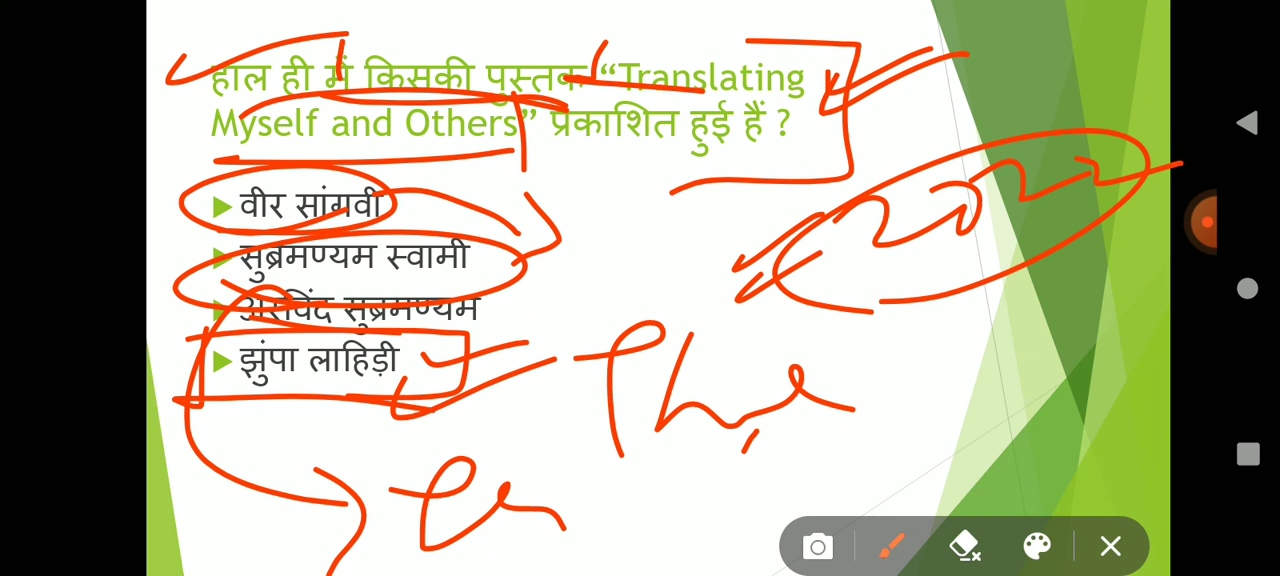 हाल ही में किसकी पुस्तक “Translating
Myself and Others” प्रकाशित हुई हैं ?
वीर सांगवी
सुब्रमण्यम स्वामी
अरविंद सुब्रमण्यम
झुंपा लाहिड़ी